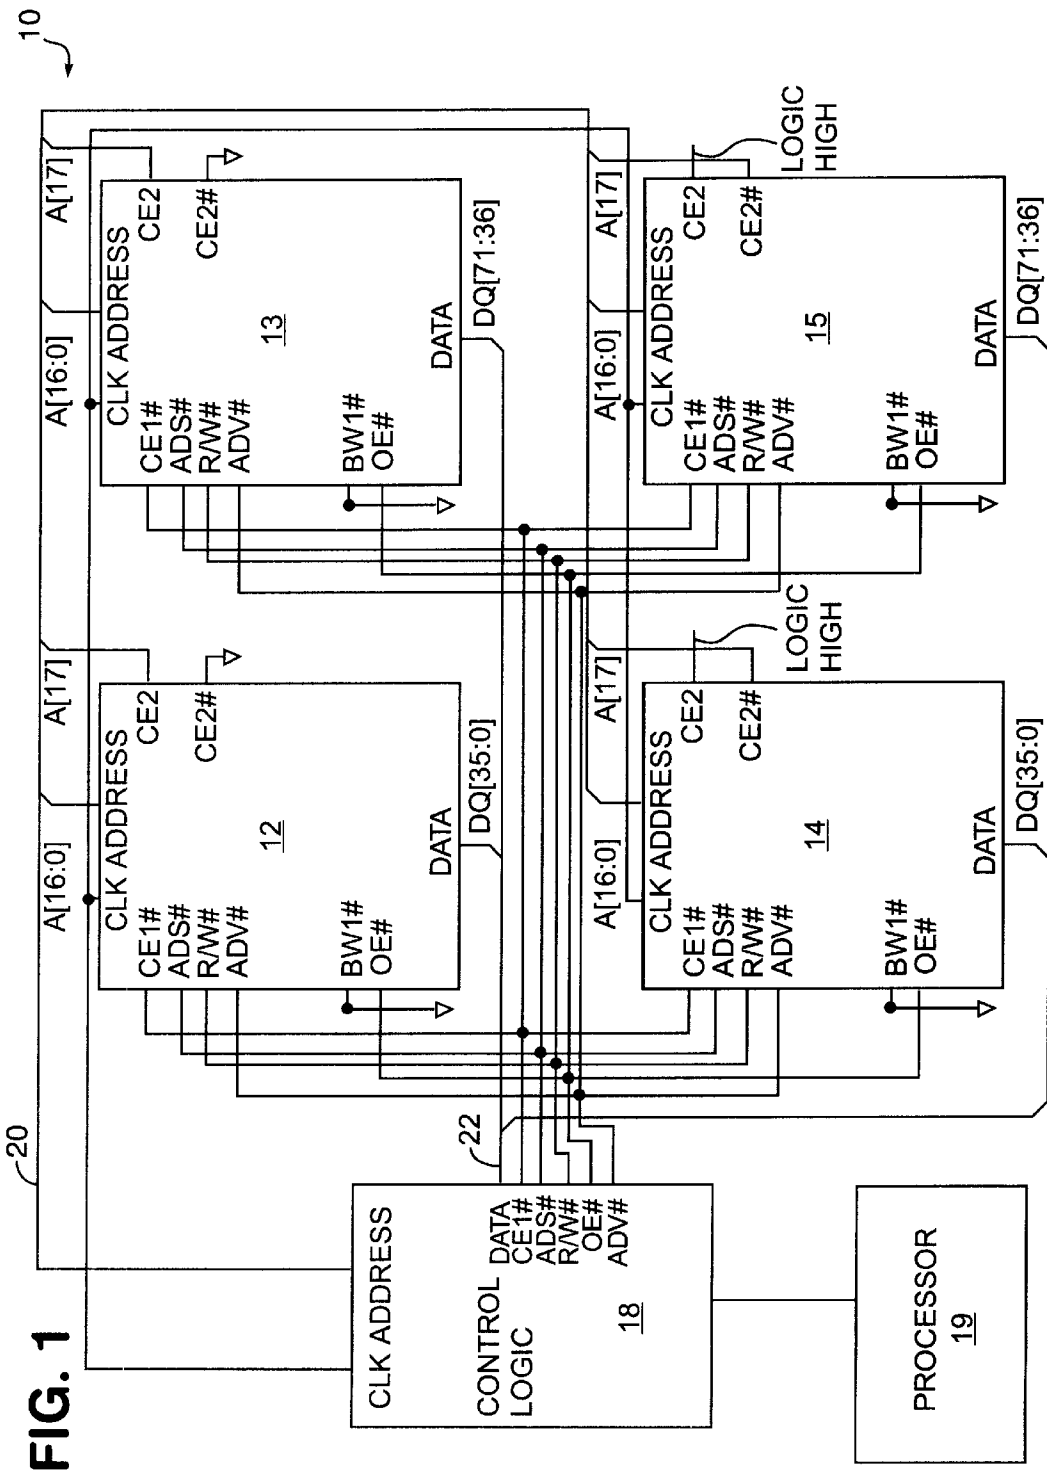 FIG. 1
10
20
A[16:0]
A[17]
A[16:0]
A[17]
CLK ADDRESS
CE2
CE2#
CE1#
ADS#
R/W#
ADV#
BW1#
OE#
12
DATA
DQ[35:0]
CLK ADDRESS
CE2
CE2#
CE1#
ADS#
R/W#
ADV#
BW1#
OE#
13
DATA
DQ[71:36]
CLK ADDRESS
CONTROL
LOGIC
18
DATA
CE1#
ADS#
R/W#
OE#
ADV#
22
A[16:0]
A[17]
LOGIC
HIGH
A[16:0]
A[17]
LOGIC
HIGH
CLK ADDRESS
CE2
CE2#
CE1#
ADS#
R/W#
ADV#
BW1#
OE#
14
DATA
DQ[35:0]
CLK ADDRESS
CE2
CE2#
CE1#
ADS#
R/W#
ADV#
BW1#
OE#
15
DATA
DQ[71:36]
PROCESSOR
19